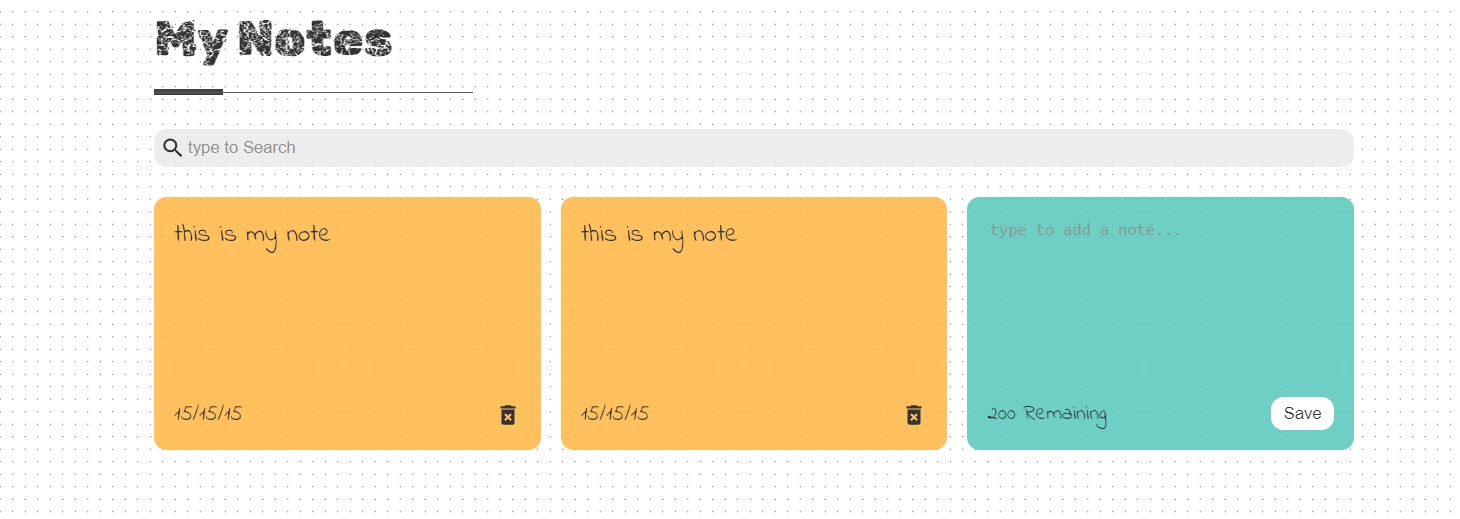 My Notes
type to Search
this is my note
this is my note
type to add a note...
15/15/15
15/15/15
200 Remaining
Save